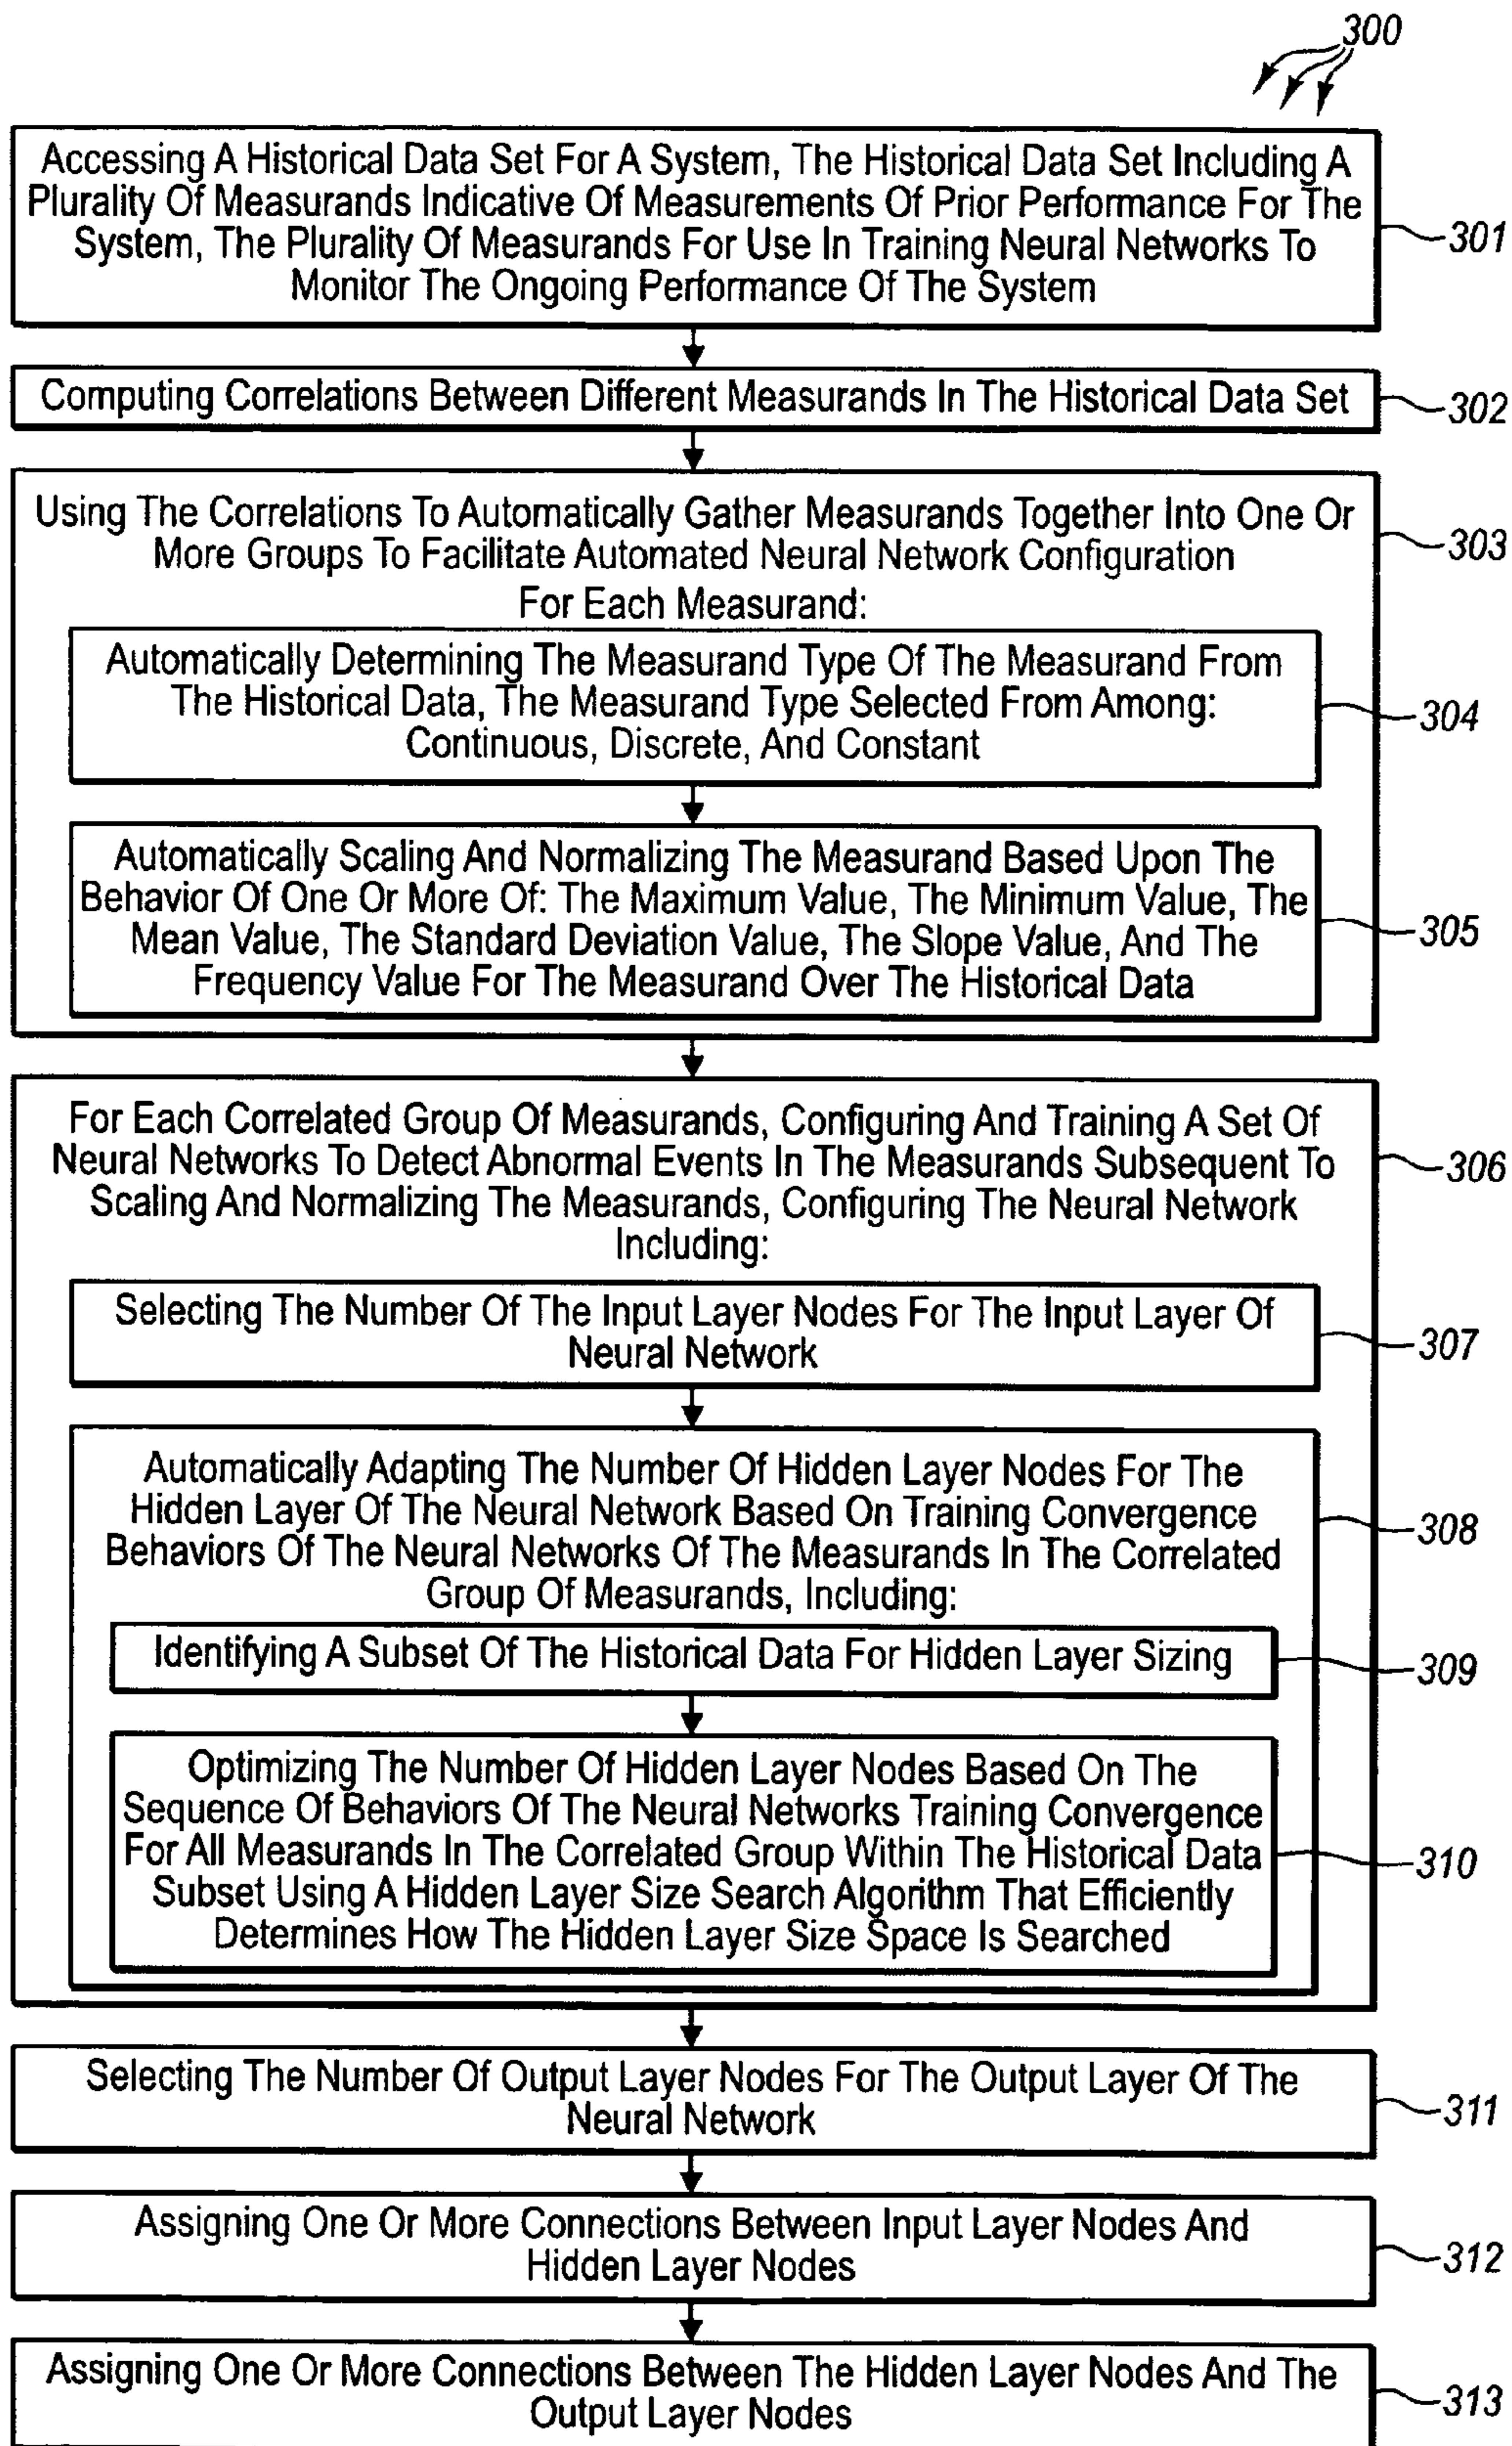 300
Accessing A Historical Data Set For A System, The Historical Data Set Including A
Plurality Of Measurands Indicative Of Measurements Of Prior Performance For The
System, The Plurality Of Measurands For Use In Training Neural Networks To
Monitor The Ongoing Performance Of The System
301
Computing Correlations Between Different Measurands In The Historical Data Set
302
Using The Correlations To Automatically Gather Measurands Together Into One Or
More Groups To Facilitate Automated Neural Network Configuration
303
For Each Measurand:
Automatically Determining The Measurand Type Of The Measurand From
The Historical Data, The Measurand Type Selected From Among:
Continuous, Discrete, And Constant
304
Automatically Scaling And Normalizing The Measurand Based Upon The
Behavior Of One Or More Of: The Maximum Value, The Minimum Value, The
Mean Value, The Standard Deviation Value, The Slope Value, And The
Frequency Value For The Measurand Over The Historical Data
305
For Each Correlated Group Of Measurands, Configuring And Training A Set Of
Neural Networks To Detect Abnormal Events In The Measurands Subsequent To
Scaling And Normalizing The Measurands, Configuring The Neural Network
Including:
306
Selecting The Number Of The Input Layer Nodes For The Input Layer Of
Neural Network
307
Automatically Adapting The Number Of Hidden Layer Nodes For The
Hidden Layer Of The Neural Network Based On Training Convergence
Behaviors Of The Neural Networks Of The Measurands In The Correlated
Group Of Measurands, Including:
308
Identifying A Subset Of The Historical Data For Hidden Layer Sizing
309
Optimizing The Number Of Hidden Layer Nodes Based On The
Sequence Of Behaviors Of The Neural Networks Training Convergence
For All Measurands In The Correlated Group Within The Historical Data
Subset Using A Hidden Layer Size Search Algorithm That Efficiently
Determines How The Hidden Layer Size Space Is Searched
310
Selecting The Number Of Output Layer Nodes For The Output Layer Of The
Neural Network
311
Assigning One Or More Connections Between Input Layer Nodes And
Hidden Layer Nodes
312
Assigning One Or More Connections Between The Hidden Layer Nodes And The
Output Layer Nodes
313